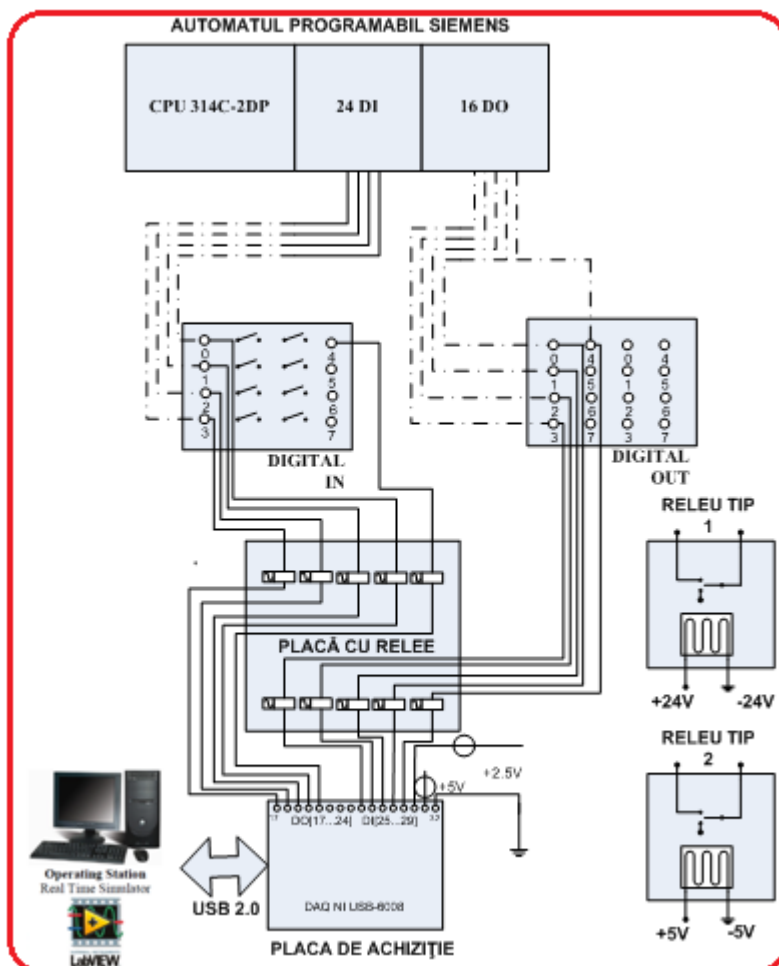 AUTOMATUL PROGRAMABIL SIEMENS
CPU 314C-2DP
24 DI
16 DO
0
1
2
3
4
5
6
7
DIGITAL
IN
0
1
2
3
4
5
6
7
0
1
2
3
4
5
6
7
DIGITAL
OUT
RELEU TIP
1
+24V
-24V
PLACĂ CU RELEE
RELEU TIP
2
+5V
-5V
+2.5V
+5V
17
DO[17...24]
DI[25...29]
32
DAQ NI USB-6008
PLACA DE ACHIZIȚIE
USB 2.0
Operating Station
Real Time Simulator
LabVIEW